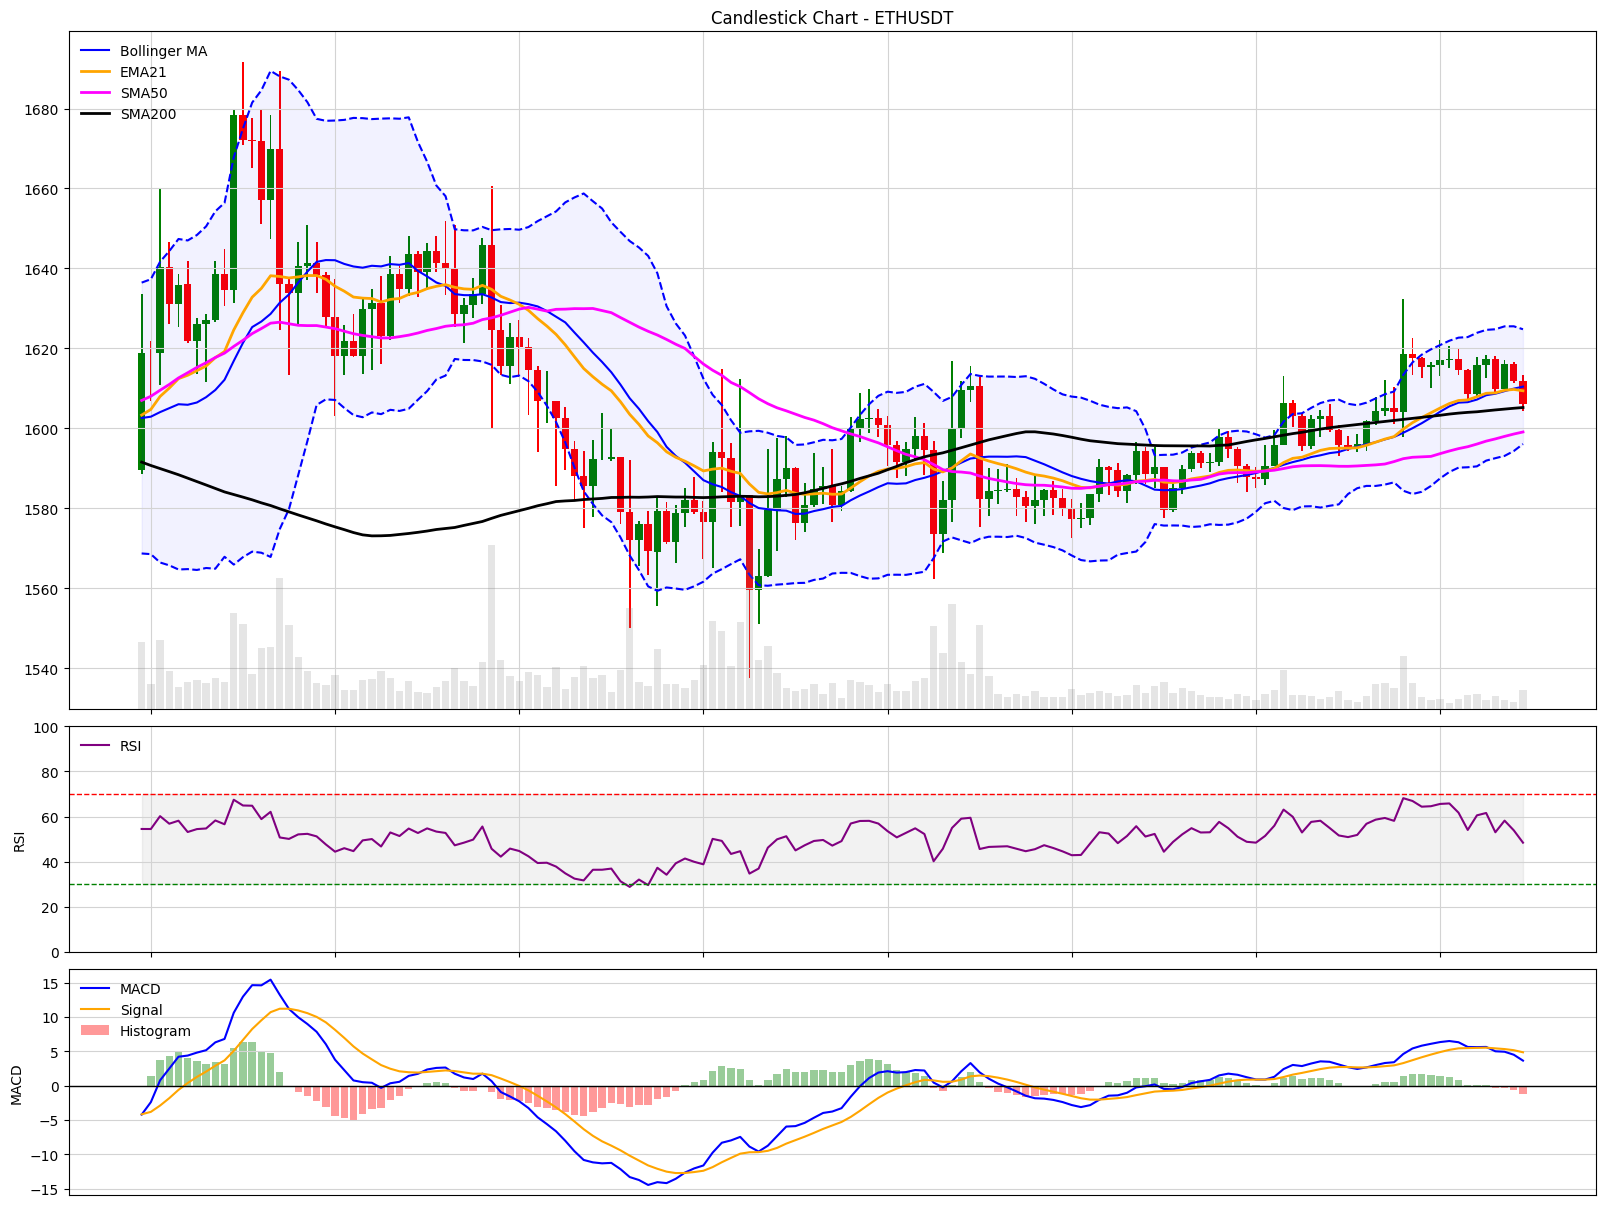 Candlestick Chart - ETHUSDT
Bollinger MA
EMA21
SMA50
SMA200
1680
1660
1640
1620
1600
1580
1560
1540
RSI
100
80
60
40
20
0
RSI
MACD
Signal
Histogram
15
10
5
0
−5
−10
−15
MACD